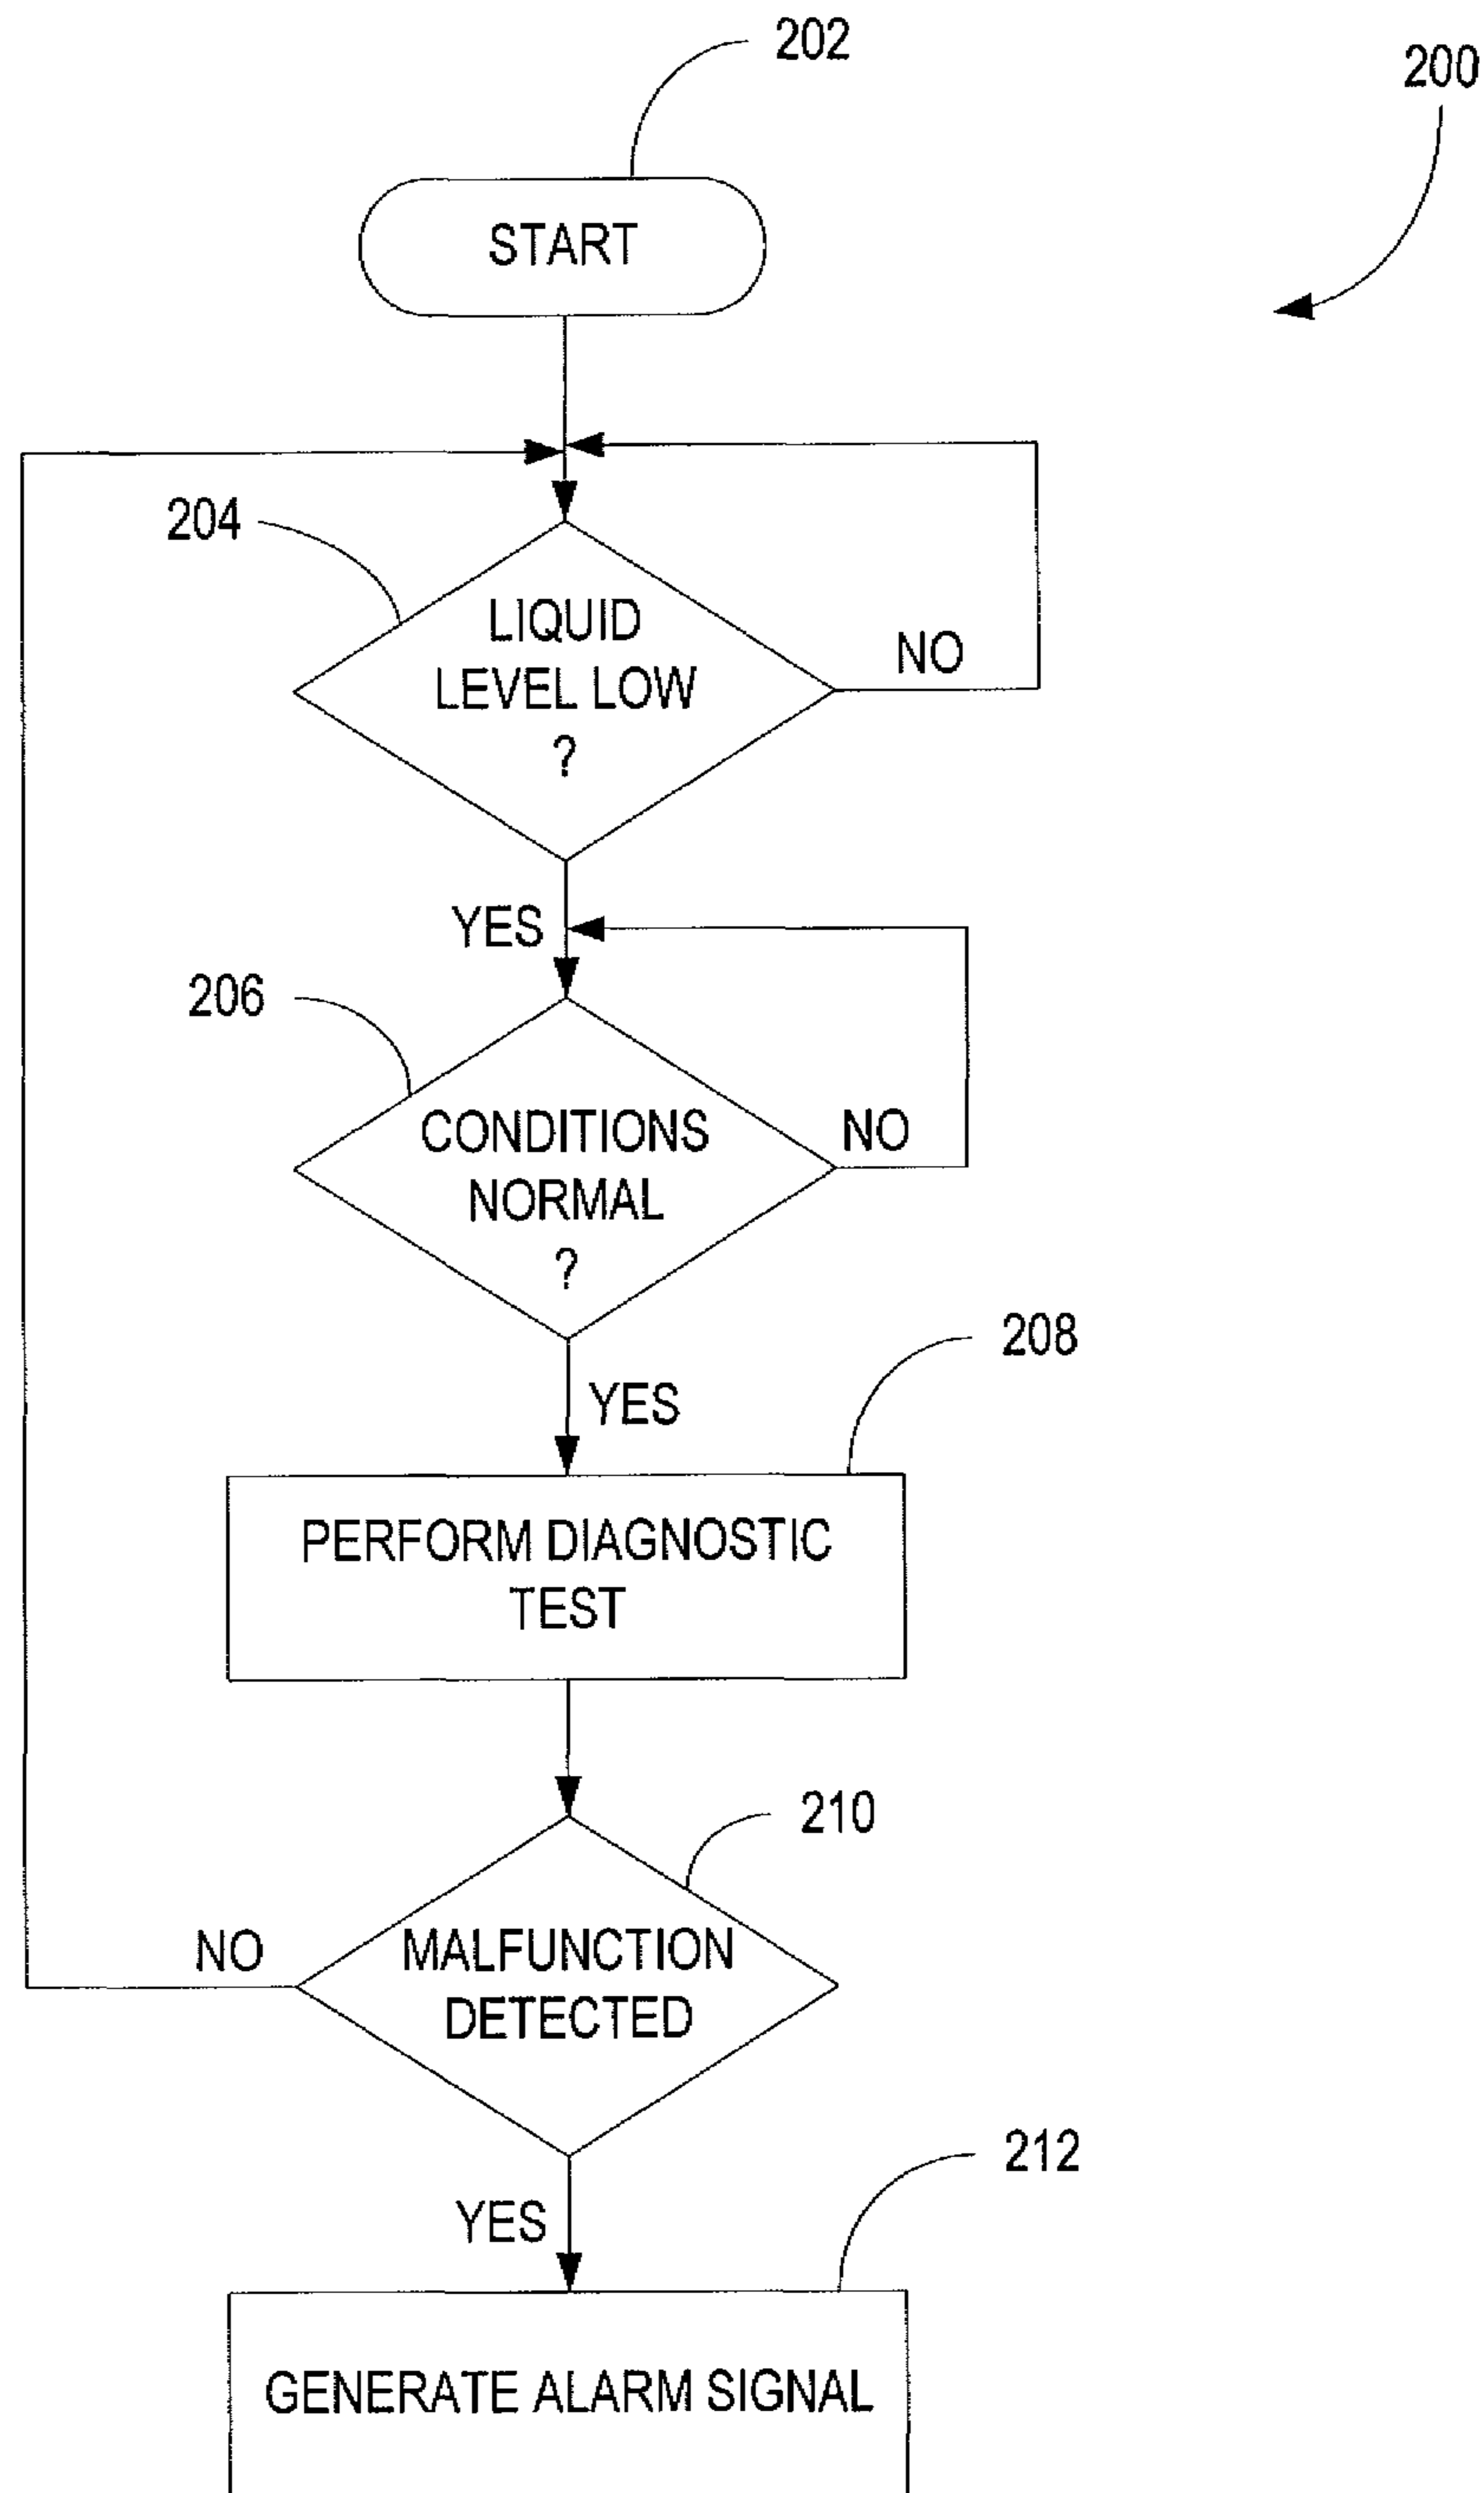 202
200
START
204
LIQUID
LEVEL LOW
?
NO
YES
206
CONDITIONS
NORMAL
?
NO
208
YES
PERFORM DIAGNOSTIC
TEST
210
NO
MALFUNCTION
DETECTED
212
YES
GENERATE ALARM SIGNAL